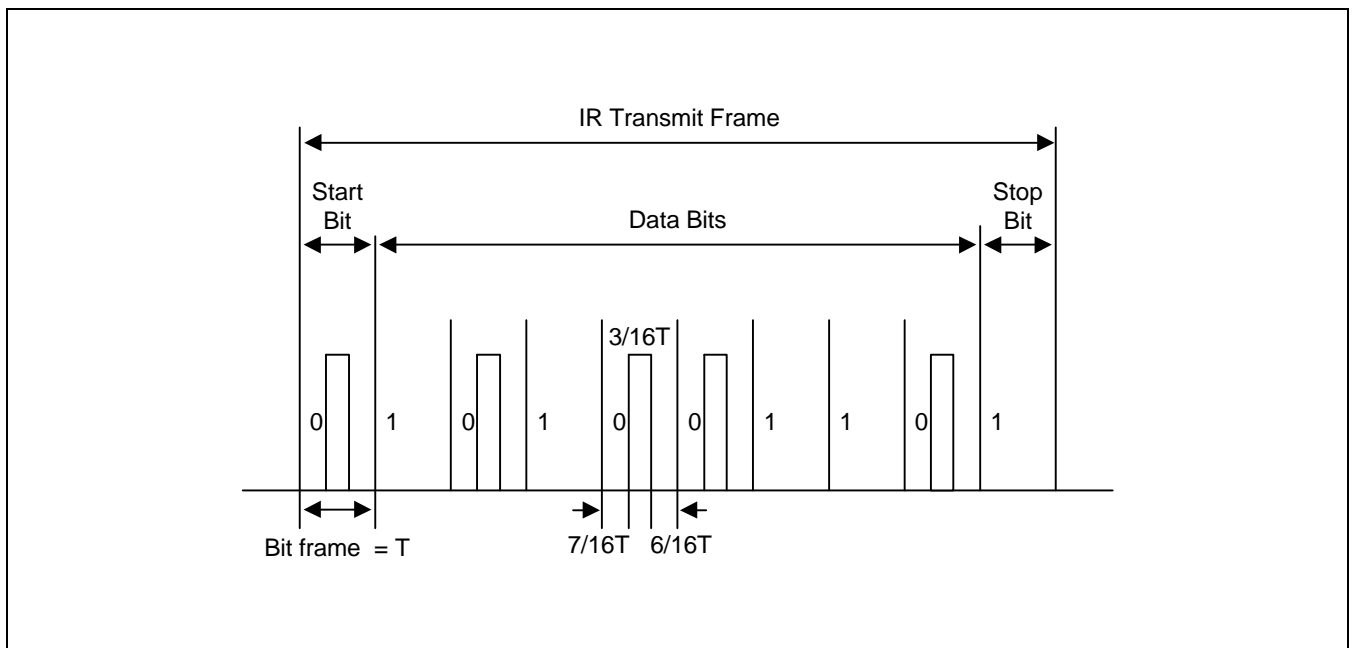 IR Transmit Frame
Start
Bit
Data Bits
Stop
Bit
3/16T
0 1 0 1 0 0 1 1 0 1
Bit frame = T
7/16T 6/16T